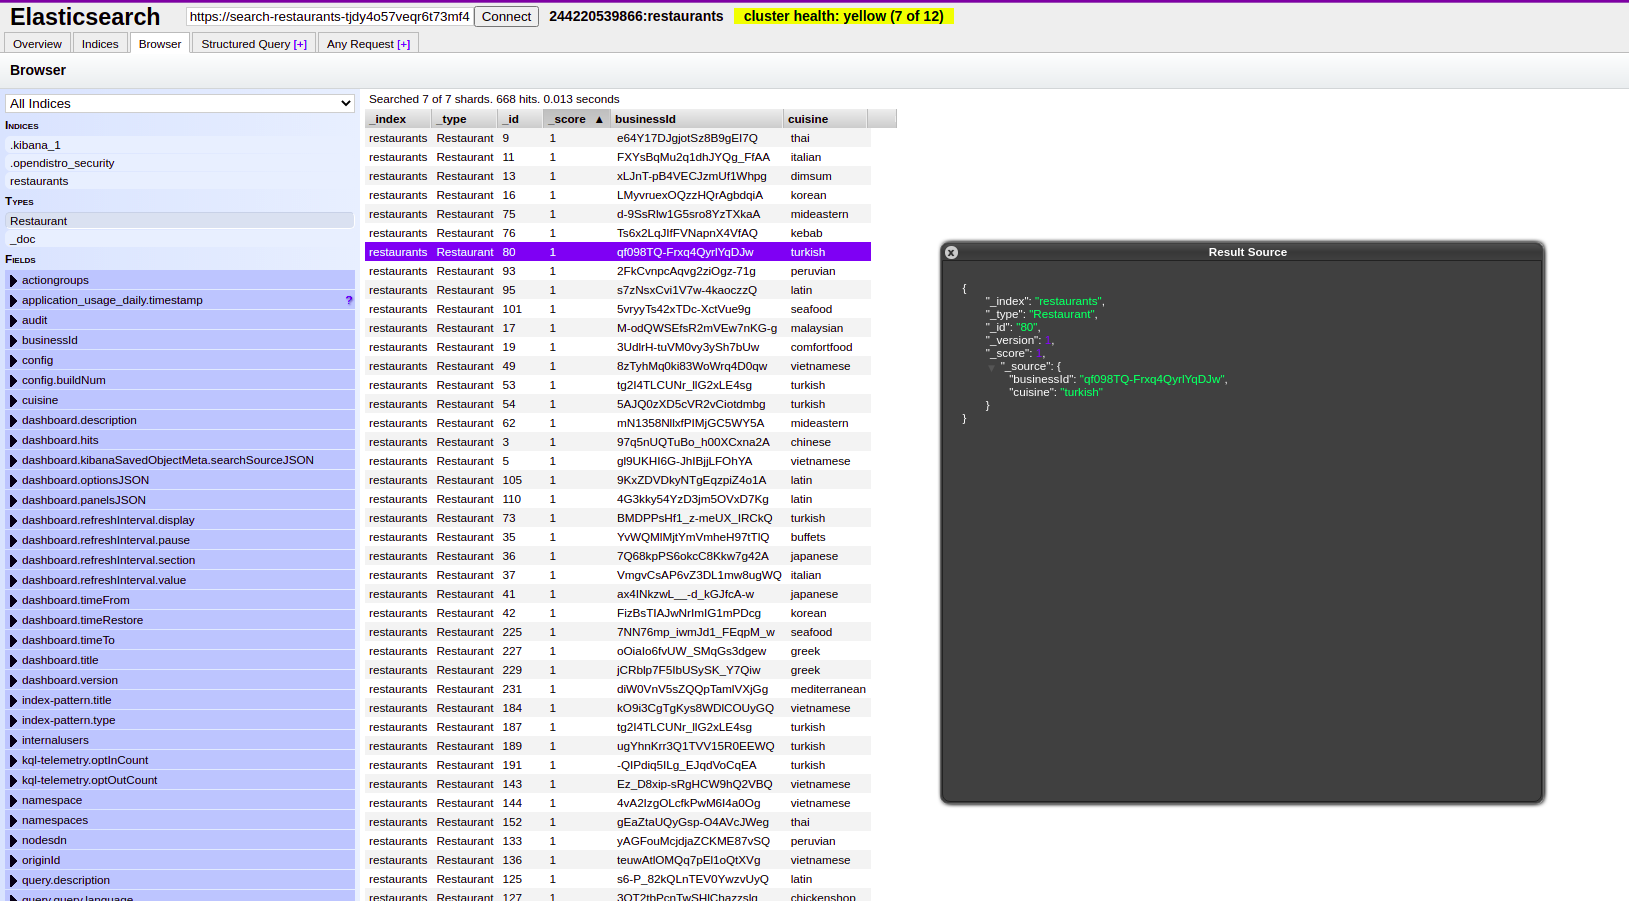 Elasticsearch https://search-restaurants-tjdy4o57veqr6t73mf4 Connect 244220539866:restaurants cluster health: yellow (7 of 12)
Overview Indices Browser Structured Query [+] Any Request [+]
Browser
All Indices
Indices
.kibana_1
.opendistro_security
restaurants
Types
Restaurant
_doc
Fields
actiongroups
application_usage_daily.timestamp ?
audit
businessId
config
config.buildNum
cuisine
dashboard.description
dashboard.hits
dashboard.kibanaSavedObjectMeta.searchSourceJSON
dashboard.optionsJSON
dashboard.panelsJSON
dashboard.refreshInterval.display
dashboard.refreshInterval.pause
dashboard.refreshInterval.section
dashboard.refreshInterval.value
dashboard.timeFrom
dashboard.timeRestore
dashboard.timeTo
dashboard.title
dashboard.version
index-pattern.title
index-pattern.type
internalusers
kql-telemetry.optInCount
kql-telemetry.optOutCount
namespace
namespaces
nodesdn
originId
query.description
query.query.language
Searched 7 of 7 shards. 668 hits. 0.013 seconds
_index _type _id _score ▲ businessId cuisine
restaurants Restaurant 9 1 e64Y17DJgjotSz8B9gEI7Q thai
restaurants Restaurant 11 1 FXYsBqMu2q1dhJYQg_FfAA italian
restaurants Restaurant 13 1 xLJnT-pB4VECJzmUf1Whpg dimsum
restaurants Restaurant 16 1 LMyvruexOQzzHQrAgbdqiA korean
restaurants Restaurant 75 1 d-9SsRlw1G5sro8YzTXkaA mideastern
restaurants Restaurant 76 1 Ts6x2LqJIfFVNapnX4VfAQ kebab
restaurants Restaurant 80 1 qf098TQ-Frxq4QyrlYqDJw turkish
restaurants Restaurant 93 1 2FkCvnpcAqvg2ziOgz-71g peruvian
restaurants Restaurant 95 1 s7zNsxCvi1V7w-4kaoczzQ latin
restaurants Restaurant 101 1 5vryyTs42xTDc-XctVue9g seafood
restaurants Restaurant 17 1 M-odQWSEfsR2mVEw7nKG-g malaysian
restaurants Restaurant 19 1 3UdlrH-tuVM0vy3ySh7bUw comfortfood
restaurants Restaurant 49 1 8zTyhMq0ki83WoWrq4D0qw vietnamese
restaurants Restaurant 53 1 tg2I4TLCUNr_lIG2xLE4sg turkish
restaurants Restaurant 54 1 5AJQ0zXD5cVR2vCiotdmbg turkish
restaurants Restaurant 62 1 mN1358NllxfPIMjGC5WY5A mideastern
restaurants Restaurant 3 1 97q5nUQTuBo_h00XCxna2A chinese
restaurants Restaurant 5 1 gl9UKHI6G-JhIBjjLFOhYA vietnamese
restaurants Restaurant 105 1 9KxZDVDkyNTgEqzpiZ4o1A latin
restaurants Restaurant 110 1 4G3kky54YzD3jm5OVxD7Kg latin
restaurants Restaurant 73 1 BMDPPsHf1_z-meUX_IRCkQ turkish
restaurants Restaurant 35 1 YvWQMIMjtYmVmheH97tTlQ buffets
restaurants Restaurant 36 1 7Q68kpPS6okcC8Kkw7g42A japanese
restaurants Restaurant 37 1 VmgvCsAP6vZ3DL1mw8ugWQ italian
restaurants Restaurant 41 1 ax4INkzwL__-d_kGJfcA-w japanese
restaurants Restaurant 42 1 FizBsTIAJwNrImIG1mPDcg korean
restaurants Restaurant 225 1 7NN76mp_iwmJd1_FEqpM_w seafood
restaurants Restaurant 227 1 oOiaIo6fvUW_SMqGs3dgew greek
restaurants Restaurant 229 1 jCRblp7F5IbUSySK_Y7Qiw greek
restaurants Restaurant 231 1 diW0VnV5sZQQpTamlVXjGg mediterranean
restaurants Restaurant 184 1 kO9i3CgTgKys8WDlCOUyGQ vietnamese
restaurants Restaurant 187 1 tg2I4TLCUNr_lIG2xLE4sg turkish
restaurants Restaurant 189 1 ugYhnKrr3Q1TVV15R0EEWQ turkish
restaurants Restaurant 191 1 -QIPdiq5ILg_EJqdVoCqEA turkish
restaurants Restaurant 143 1 Ez_D8xip-sRgHCW9hQ2VBQ vietnamese
restaurants Restaurant 144 1 4vA2IzgOLcfkPwM6I4a0Og vietnamese
restaurants Restaurant 152 1 gEaZtaUQyGsp-O4AVcJWeg thai
restaurants Restaurant 133 1 yAGFouMcjdjaZCKME87vSQ peruvian
restaurants Restaurant 136 1 teuwAtlOMQq7pEl1oQtXVg vietnamese
restaurants Restaurant 125 1 s6-P_82kQLnTEV0YwzvUyQ latin
restaurants Restaurant 127 1 3OT2tbPcnTwSHIChazzslg chickenshop
Result Source
{
"_index": "restaurants",
"_type": "Restaurant",
"_id": "80",
"_version": 1,
"_score": 1,
"_source": {
"businessId": "qf098TQ-Frxq4QyrlYqDJw",
"cuisine": "turkish"
}
}